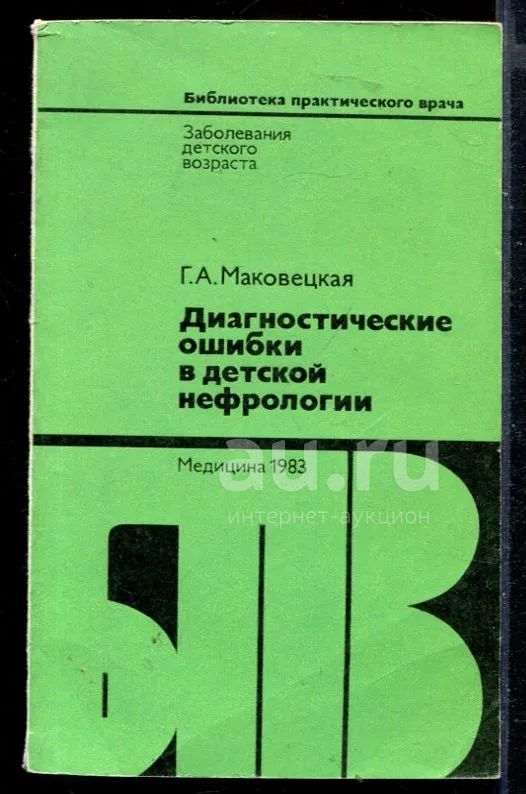 Библиотека практического врача
Заболевания
детского
возраста
Г.А.Маковецкая
Диагностические
ошибки
в детской
нефрологии
Медицина 1983
au.ru
интернет-аукцион
БПВ